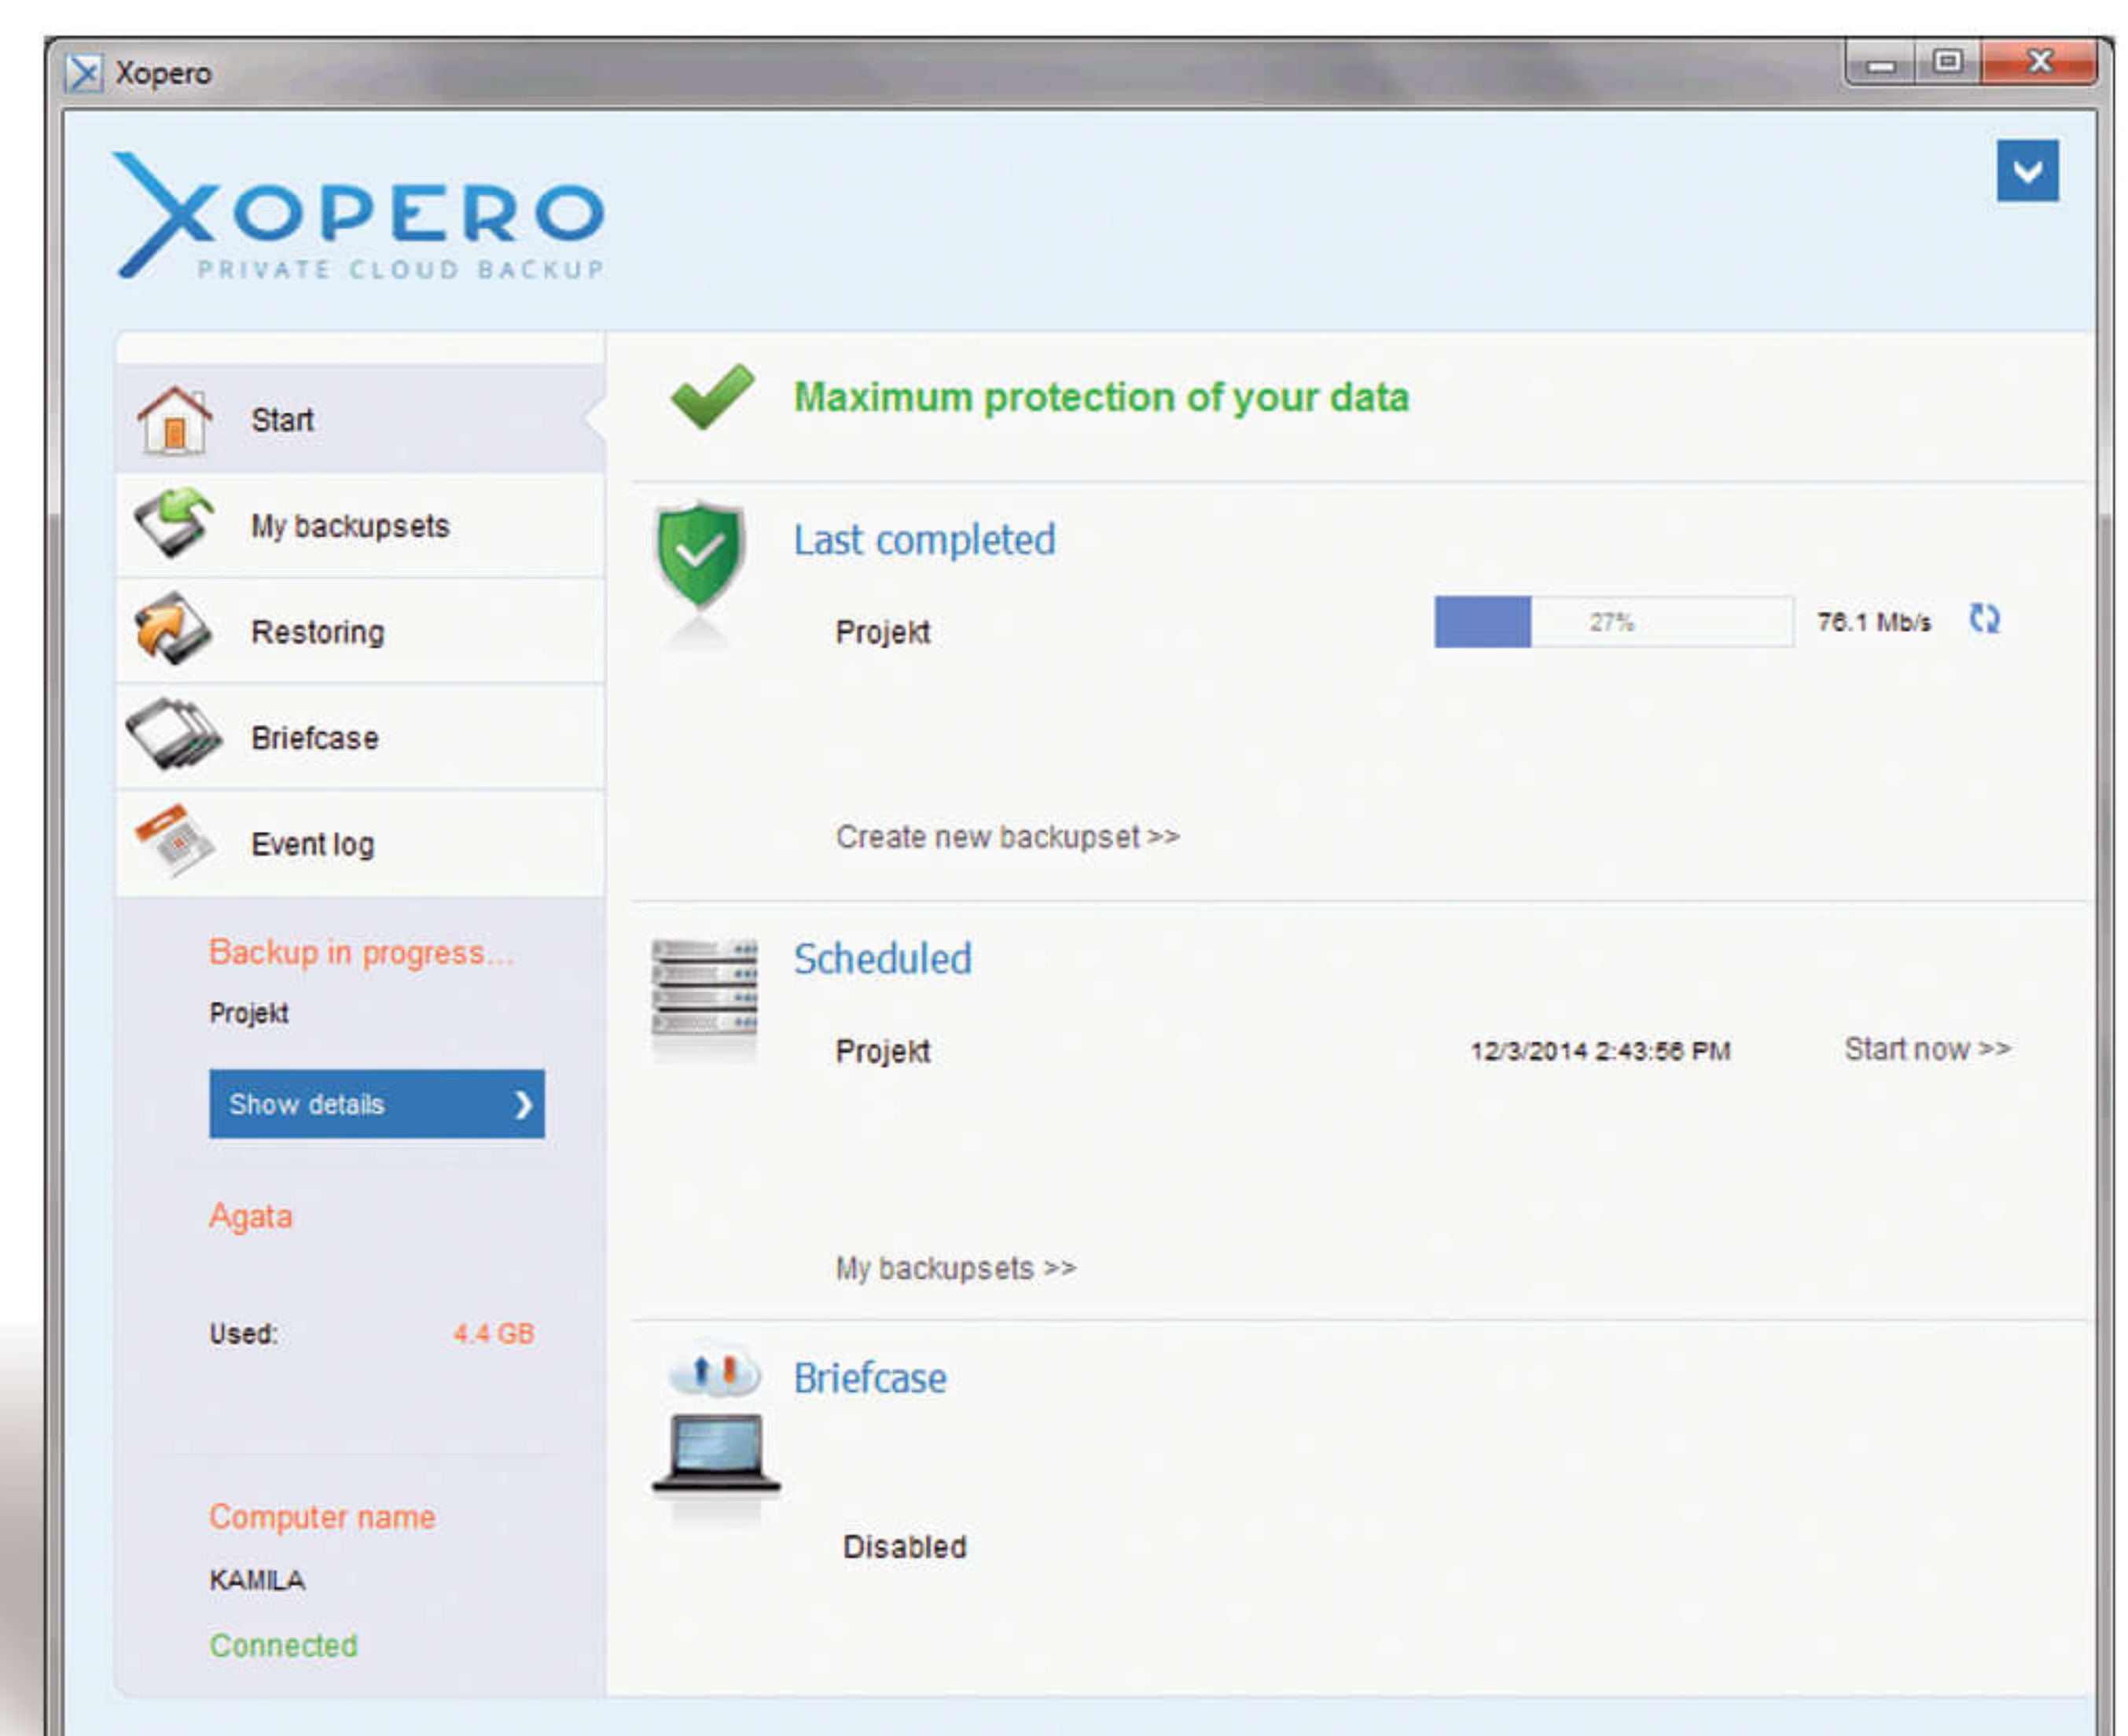 Xopero
XOPERO
PRIVATE CLOUD BACKUP
Start
My backupsets
Restoring
Briefcase
Event log
Backup in progress...
Projekt
Show details
Agata
Used: 4.4 GB
Computer name
KAMILA
Connected
Maximum protection of your data
Last completed
Projekt 27% 76.1 Mb/s
Create new backupset >>
Scheduled
Projekt 12/3/2014 2:43:56 PM Start now >>
My backupsets >>
Briefcase
Disabled